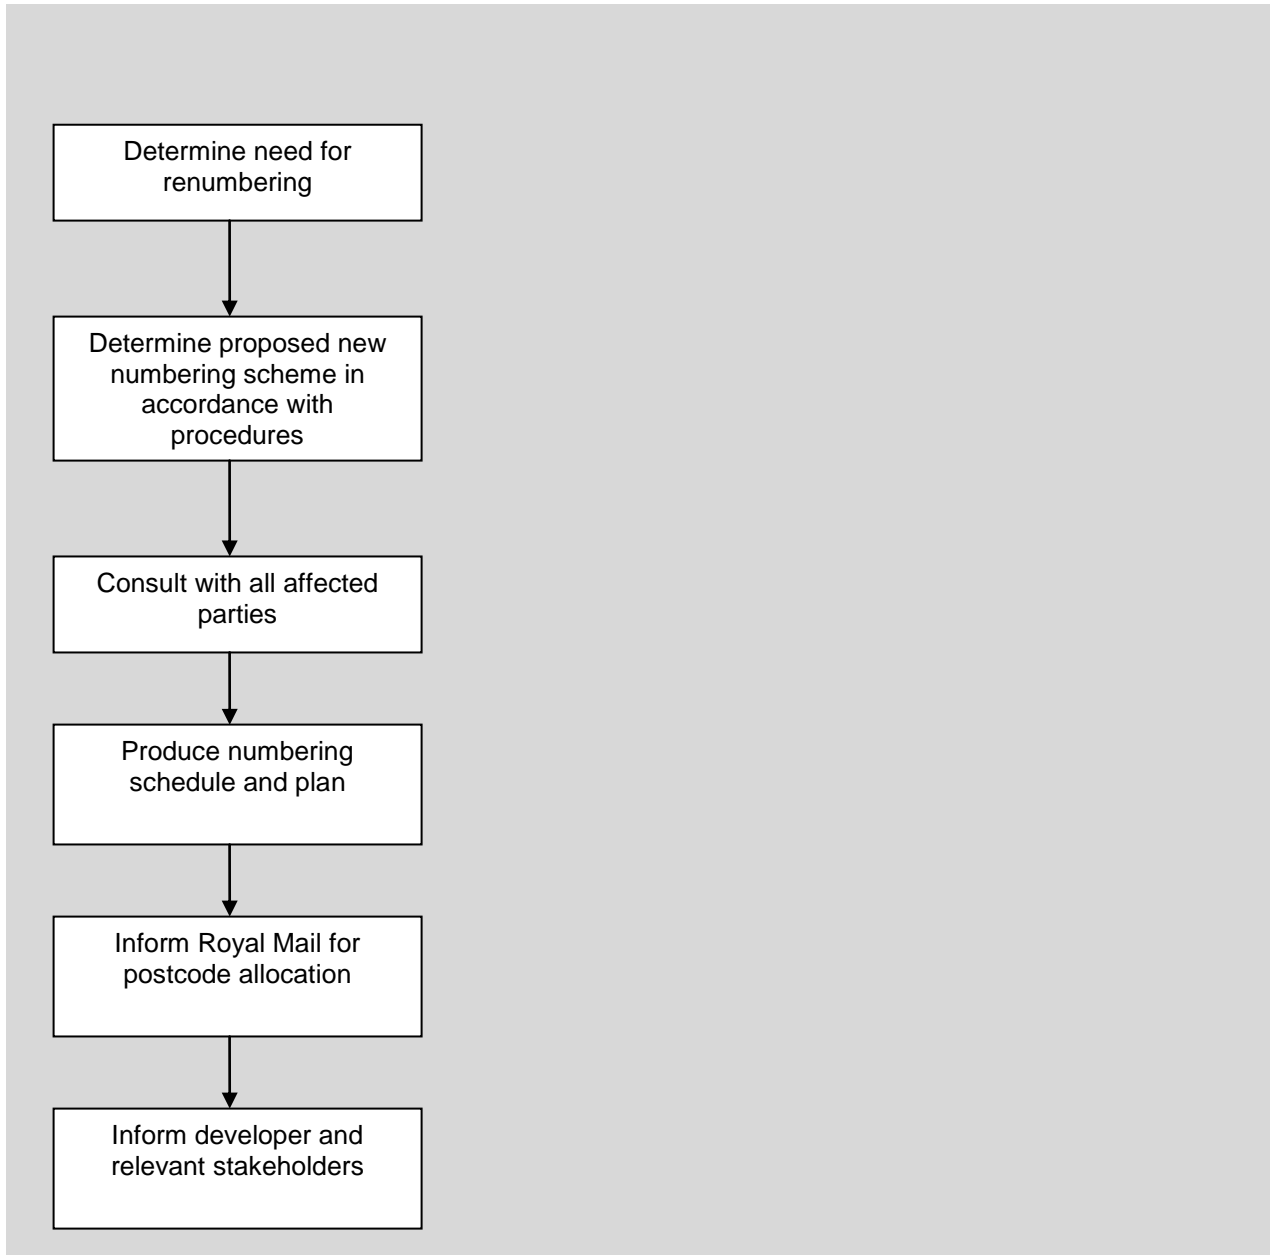 Determine need for
renumbering
Determine proposed new
numbering scheme in
accordance with
procedures
Consult with all affected
parties
Produce numbering
schedule and plan
Inform Royal Mail for
postcode allocation
Inform developer and
relevant stakeholders